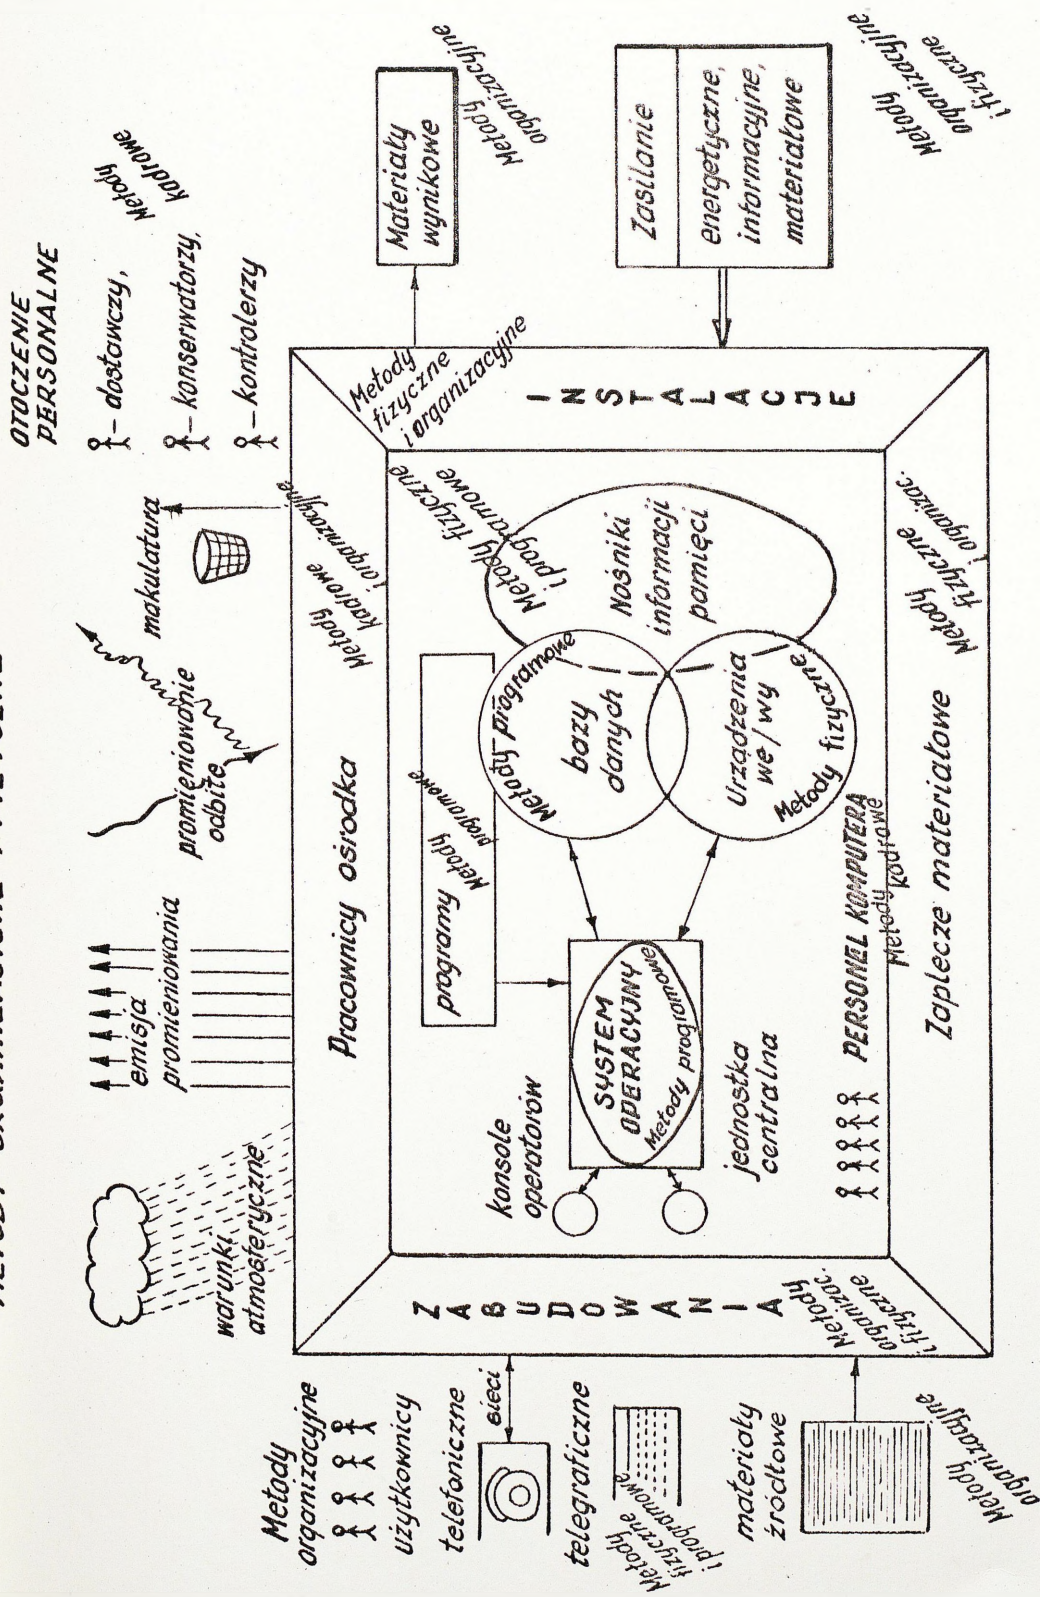 OTOCZENIE
PERSONALNE
– dostawczy,
– konserwatorzy,
– kontrolerzy
Metody
kadrowe
warunki
atmosferyczne
emisja
promieniowania
promieniowanie
odbite
makulatura
Metody
organizacyjne
użytkownicy
telefoniczne
sieci
telegraficzne
Metody
fizyczne
i programowe
materiały
źródłowe
Metody
organizacyjne
Pracownicy ośrodka
Metody
kadrowe
i organizacyjne
Metody
fizyczne
i organizacyjne
ZABUDOWANIA
Metody
organizac.
i fizyczne
INSTALACJE
Zaplecze materiałowe
Metody
fizyczne
i organizac.
programy
Metody
programowe
konsole
operatorów
SYSTEM
OPERACYJNY
Metody programowe
jednostka
centralna
Metody programowe
bazy
danych
Urządzenia
we/wy
Metody fizyczne
Metody fizyczne
i programowe
Nośniki
informacji
pamięci
PERSONEL KOMPUTERA
Metody kadrowe
Materiały
wynikowe
Metody
organizacyjne
Zasilanie
energetyczne,
informacyjne,
materiałowe
Metody
organizacyjne
i fizyczne